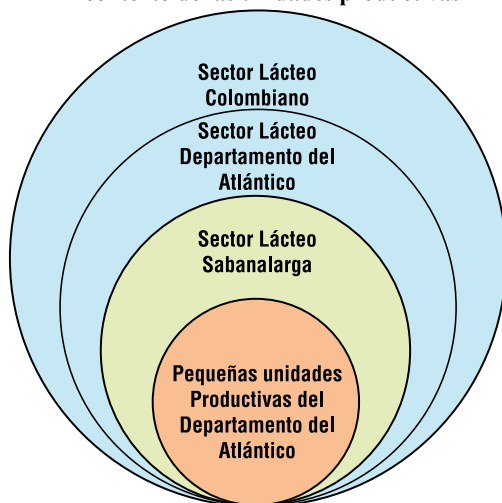 Sector Lácteo
Colombiano
Sector Lácteo
Departamento del
Atlántico
Sector Lácteo
Sabanalarga
Pequeñas unidades
Productivas del
Departamento del
Atlántico